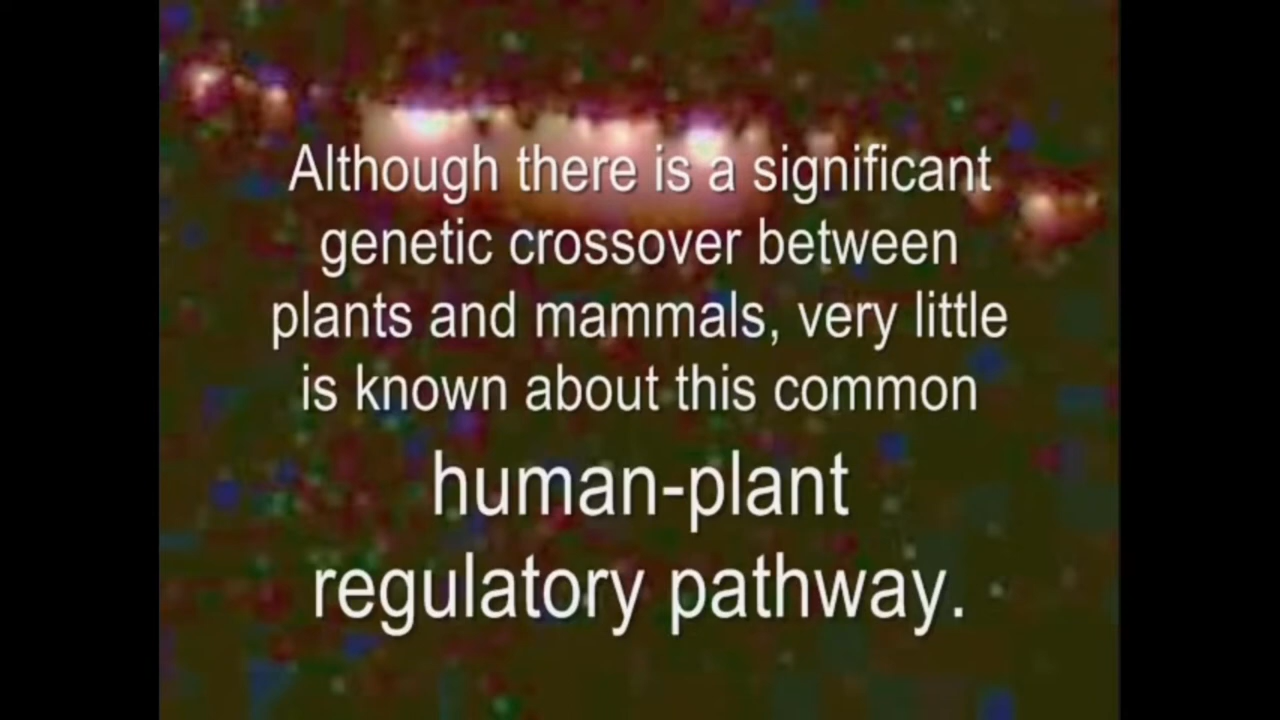 Although there is a significant
genetic crossover between
plants and mammals, very little
is known about this common
human-plant
regulatory pathway.